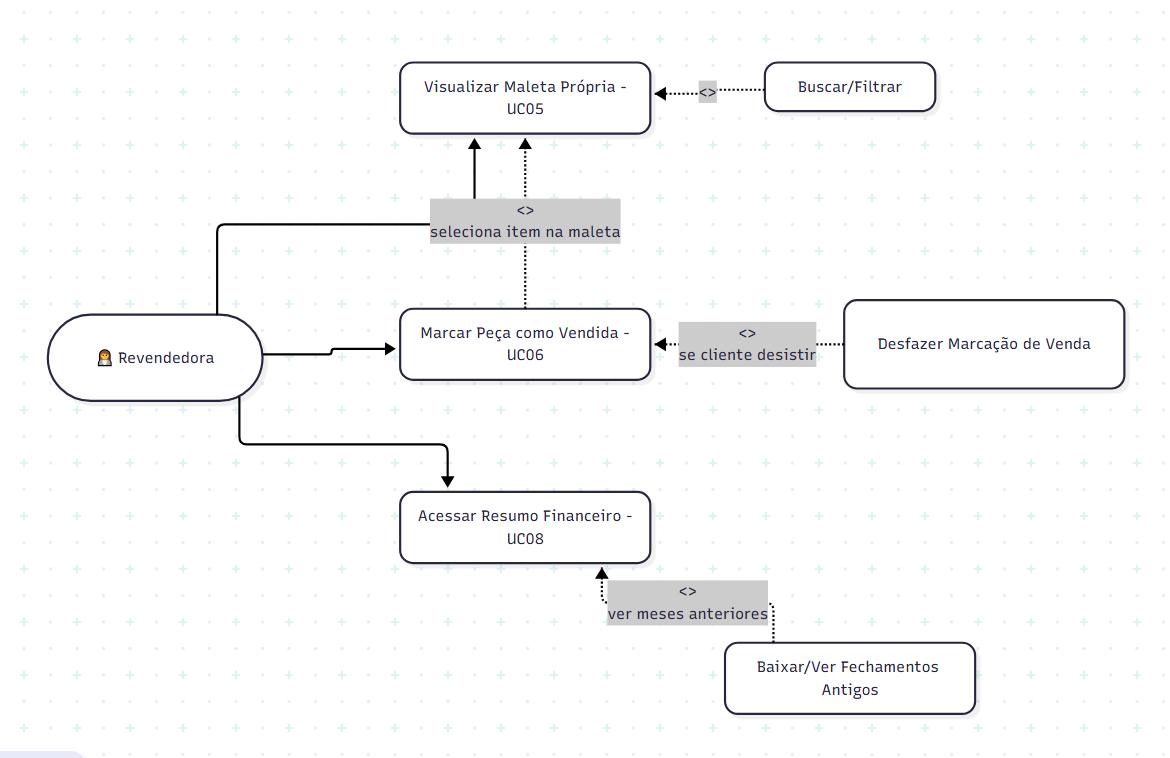 Visualizar Maleta Própria -
UC05
<>
Buscar/Filtrar
<>
seleciona item na maleta
Revendedora
Marcar Peça como Vendida -
UC06
<>
se cliente desistir
Desfazer Marcação de Venda
Acessar Resumo Financeiro -
UC08
<>
ver meses anteriores
Baixar/Ver Fechamentos
Antigos